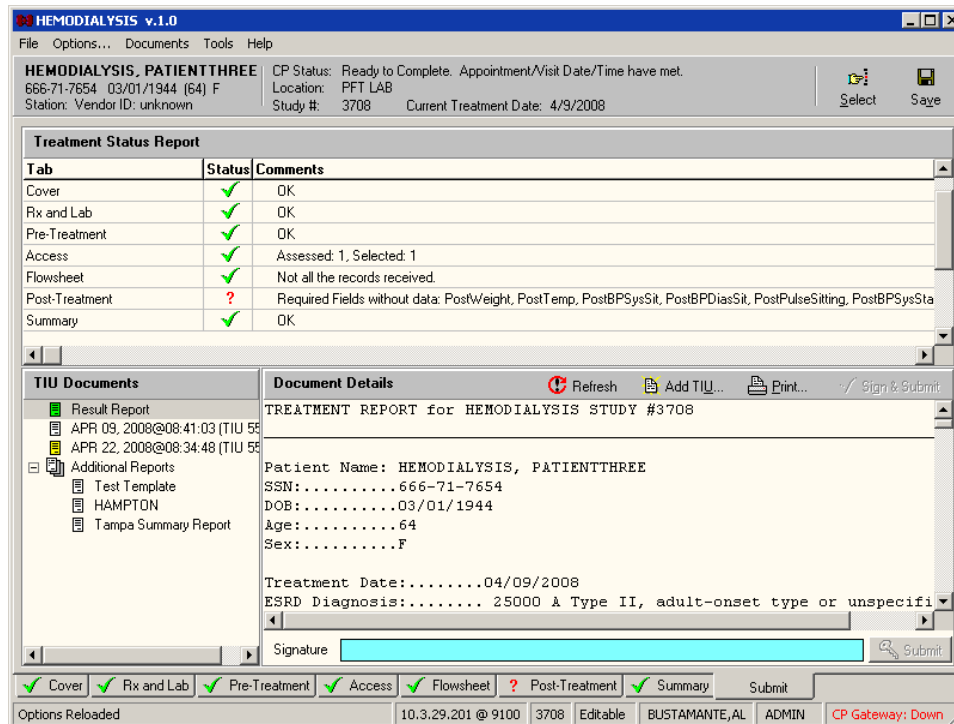 HEMODIALYSIS v.1.0
File Options... Documents Tools Help
HEMODIALYSIS, PATIENTTHREE
666-71-7654 03/01/1944 (64) F
Station: Vendor ID: unknown
CP Status: Ready to Complete. Appointment/Visit Date/Time have met.
Location: PFT LAB
Study #: 3708 Current Treatment Date: 4/9/2008
Select Save
Treatment Status Report
Tab Status Comments
Cover OK
Rx and Lab OK
Pre-Treatment OK
Access Assessed: 1, Selected: 1
Flowsheet Not all the records received.
Post-Treatment ? Required Fields without data: PostWeight, PostTemp, PostBPSysSit, PostBPDiasSit, PostPulseSitting, PostBPSysSta
Summary OK
TIU Documents
Result Report
APR 09, 2008@08:41:03 (TIU 55
APR 22, 2008@08:34:48 (TIU 55
Additional Reports
Test Template
HAMPTON
Tampa Summary Report
Document Details Refresh Add TIU... Print... Sign & Submit
TREATMENT REPORT for HEMODIALYSIS STUDY #3708
Patient Name: HEMODIALYSIS, PATIENTTHREE
SSN:..........666-71-7654
DOB:..........03/01/1944
Age:..........64
Sex:..........F
Treatment Date:........04/09/2008
ESRD Diagnosis:........ 25000 A Type II, adult-onset type or unspecifi
Signature Submit
Cover Rx and Lab Pre-Treatment Access Flowsheet ? Post-Treatment Summary Submit
Options Reloaded 10.3.29.201 @ 9100 3708 Editable BUSTAMANTE,AL ADMIN CP Gateway: Down